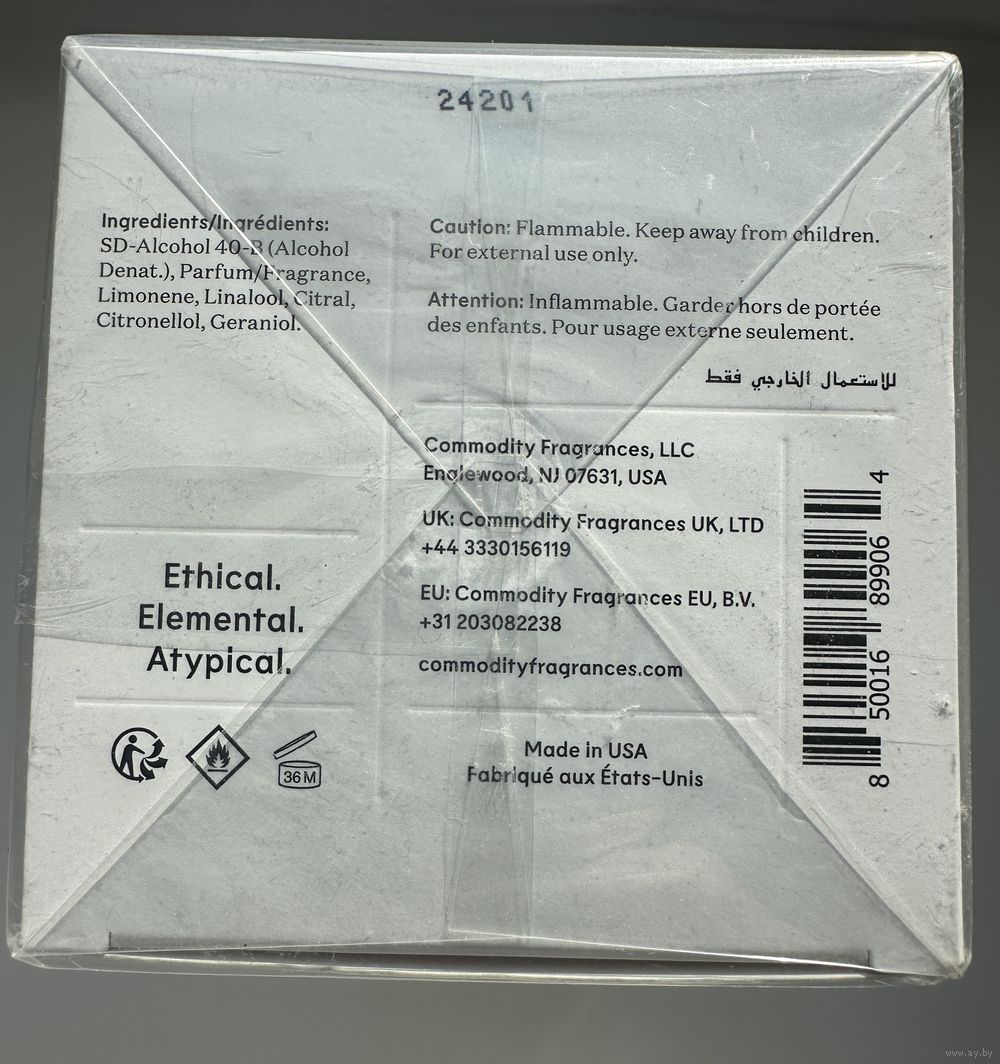 24201
Ingredients/Ingrédients:
SD-Alcohol 40-B (Alcohol
Denat.), Parfum/Fragrance,
Limonene, Linalool, Citral,
Citronellol, Geraniol.
Caution: Flammable. Keep away from children.
For external use only.
Attention: Inflammable. Garder hors de portée
des enfants. Pour usage externe seulement.
للاستعمال الخارجي فقط
Commodity Fragrances, LLC
Englewood, NJ 07631, USA
UK: Commodity Fragrances UK, LTD
+44 3330156119
EU: Commodity Fragrances EU, B.V.
+31 203082238
commodityfragrances.com
Ethical.
Elemental.
Atypical.
36 M
Made in USA
Fabriqué aux États-Unis
8 50016 89906 4
www.ay.by